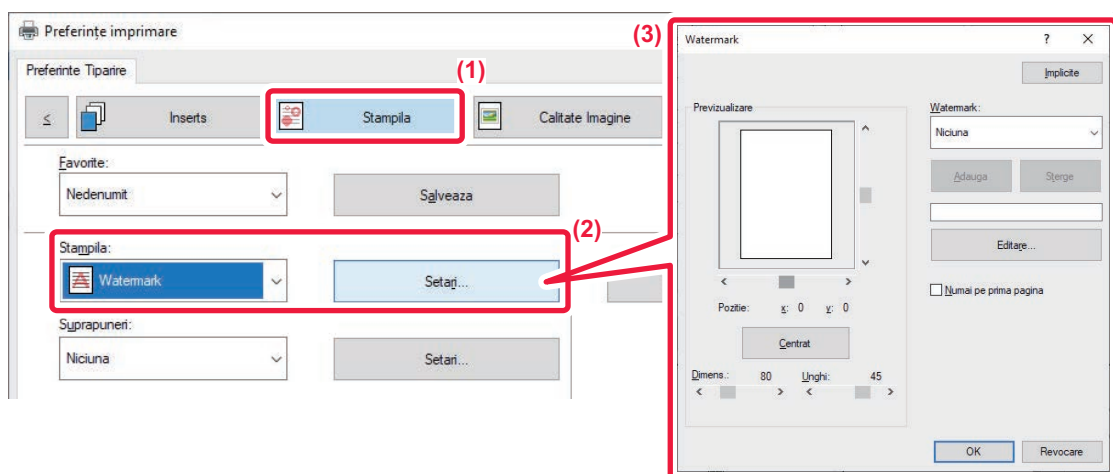 Preferințe imprimare
Preferinte Tiparire
(1)
<
Inserts
Stampila
Calitate Imagine
Favorite:
Nedenumit
Salveaza
(2)
Stampila:
Watermark
Setari...
Suprapuneri:
Niciuna
Setari...
(3)
Watermark
?
X
Implicite
Previzualizare
Watermark:
Niciuna
Adauga
Sterge
Editare...
Numai pe prima pagina
Pozitie: x: 0 y: 0
Centrat
Dimens.: 80 Unghi: 45
OK
Revocare